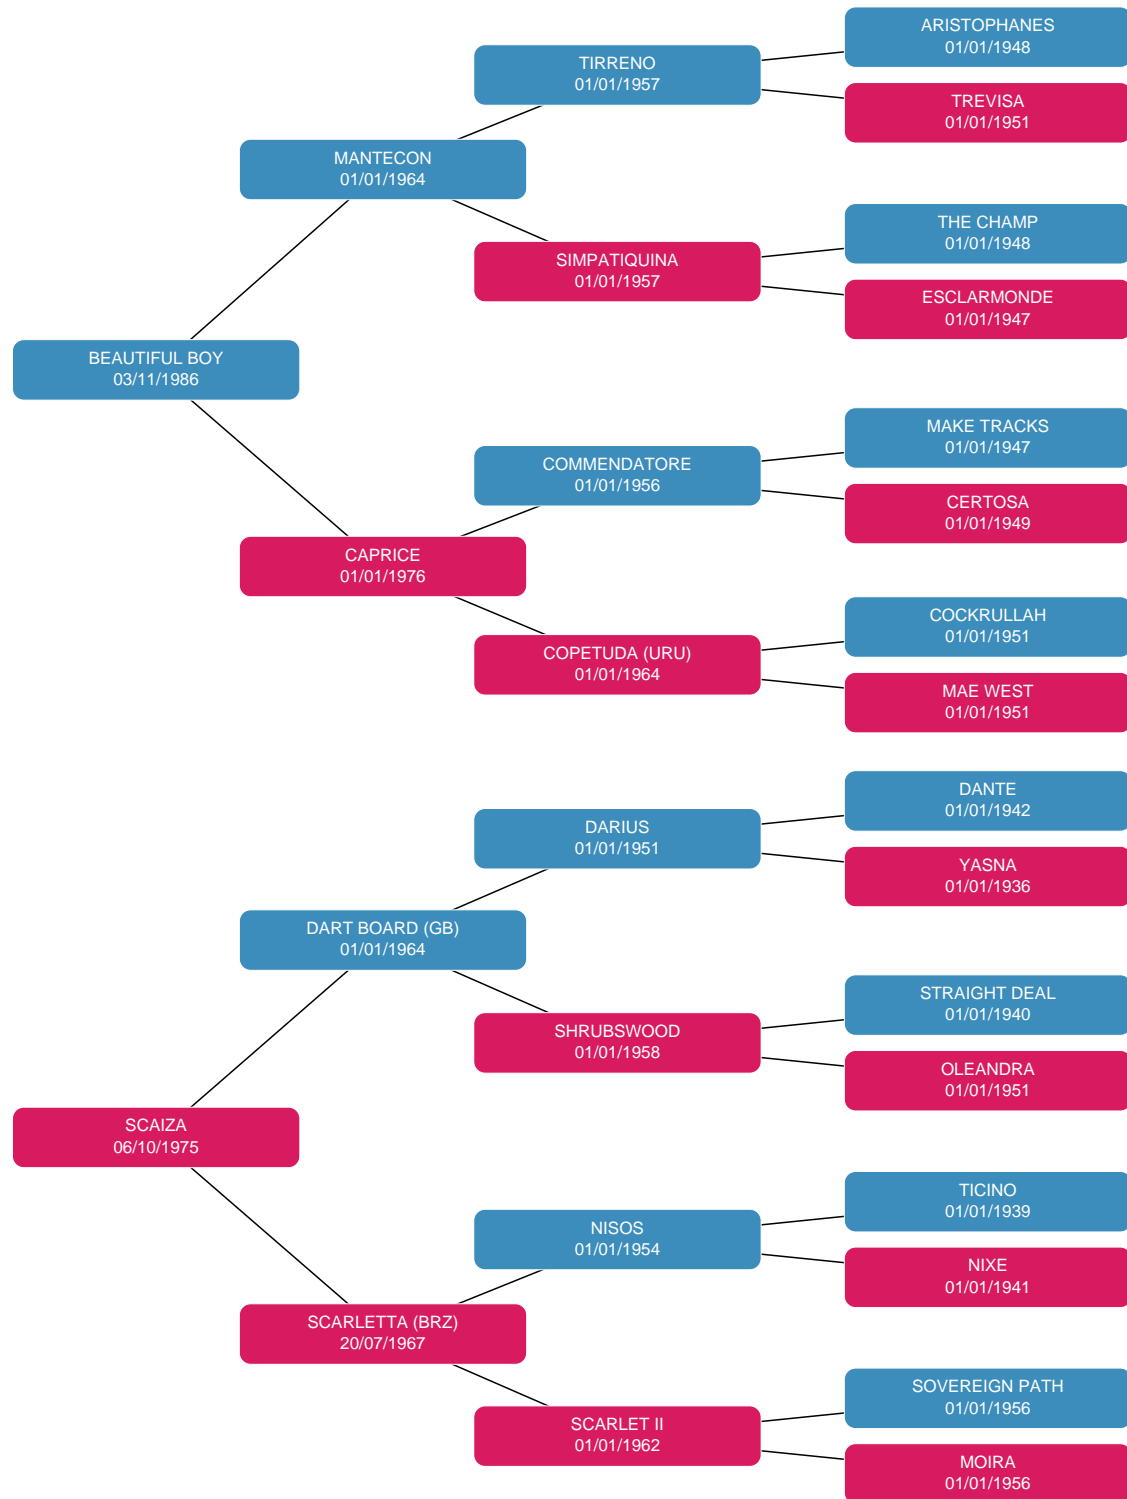 ARISTOPHANES
01/01/1948
TIRRENO
01/01/1957
TREVISA
01/01/1951
MANTECON
01/01/1964
THE CHAMP
01/01/1948
SIMPATIQUINA
01/01/1957
ESCLARMONDE
01/01/1947
BEAUTIFUL BOY
03/11/1986
MAKE TRACKS
01/01/1947
COMMENDATORE
01/01/1956
CERTOSA
01/01/1949
CAPRICE
01/01/1976
COCKRULLAH
01/01/1951
COPETUDA (URU)
01/01/1964
MAE WEST
01/01/1951
DANTE
01/01/1942
DARIUS
01/01/1951
YASNA
01/01/1936
DART BOARD (GB)
01/01/1964
STRAIGHT DEAL
01/01/1940
SHRUBSWOOD
01/01/1958
OLEANDRA
01/01/1951
SCAIZA
06/10/1975
TICINO
01/01/1939
NISOS
01/01/1954
NIXE
01/01/1941
SCARLETTA (BRZ)
20/07/1967
SOVEREIGN PATH
01/01/1956
SCARLET II
01/01/1962
MOIRA
01/01/1956